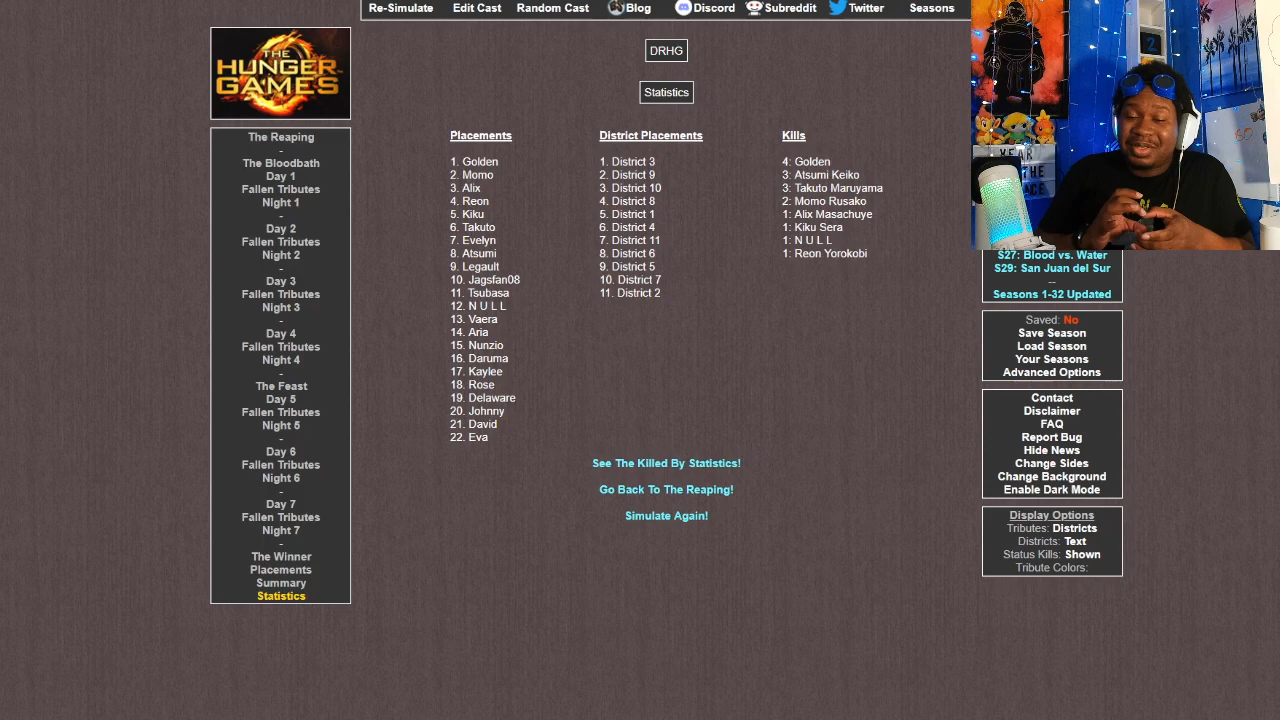 Re-Simulate Edit Cast Random Cast Blog Discord Subreddit Twitter Seasons
THE
HUNGER
GAMES
The Reaping
-
The Bloodbath
Day 1
Fallen Tributes
Night 1
-
Day 2
Fallen Tributes
Night 2
-
Day 3
Fallen Tributes
Night 3
-
Day 4
Fallen Tributes
Night 4
-
The Feast
Day 5
Fallen Tributes
Night 5
-
Day 6
Fallen Tributes
Night 6
-
Day 7
Fallen Tributes
Night 7
-
The Winner
Placements
Summary
Statistics
DRHG
Statistics
Placements
1. Golden
2. Momo
3. Alix
4. Reon
5. Kiku
6. Takuto
7. Evelyn
8. Atsumi
9. Legault
10. Jagsfan08
11. Tsubasa
12. N U L L
13. Vaera
14. Aria
15. Nunzio
16. Daruma
17. Kaylee
18. Rose
19. Delaware
20. Johnny
21. David
22. Eva
District Placements
1. District 3
2. District 9
3. District 10
4. District 8
5. District 1
6. District 4
7. District 11
8. District 6
9. District 5
10. District 7
11. District 2
Kills
4: Golden
3: Atsumi Keiko
3: Takuto Maruyama
2: Momo Rusako
1: Alix Masachuye
1: Kiku Sera
1: N U L L
1: Reon Yorokobi
See The Killed By Statistics!
Go Back To The Reaping!
Simulate Again!
2
YEAR
THE
S27: Blood vs. Water
S29: San Juan del Sur
--
Seasons 1-32 Updated
Saved: No
Save Season
Load Season
Your Seasons
Advanced Options
Contact
Disclaimer
FAQ
Report Bug
Hide News
Change Sides
Change Background
Enable Dark Mode
Display Options
Tributes: Districts
Districts: Text
Status Kills: Shown
Tribute Colors: